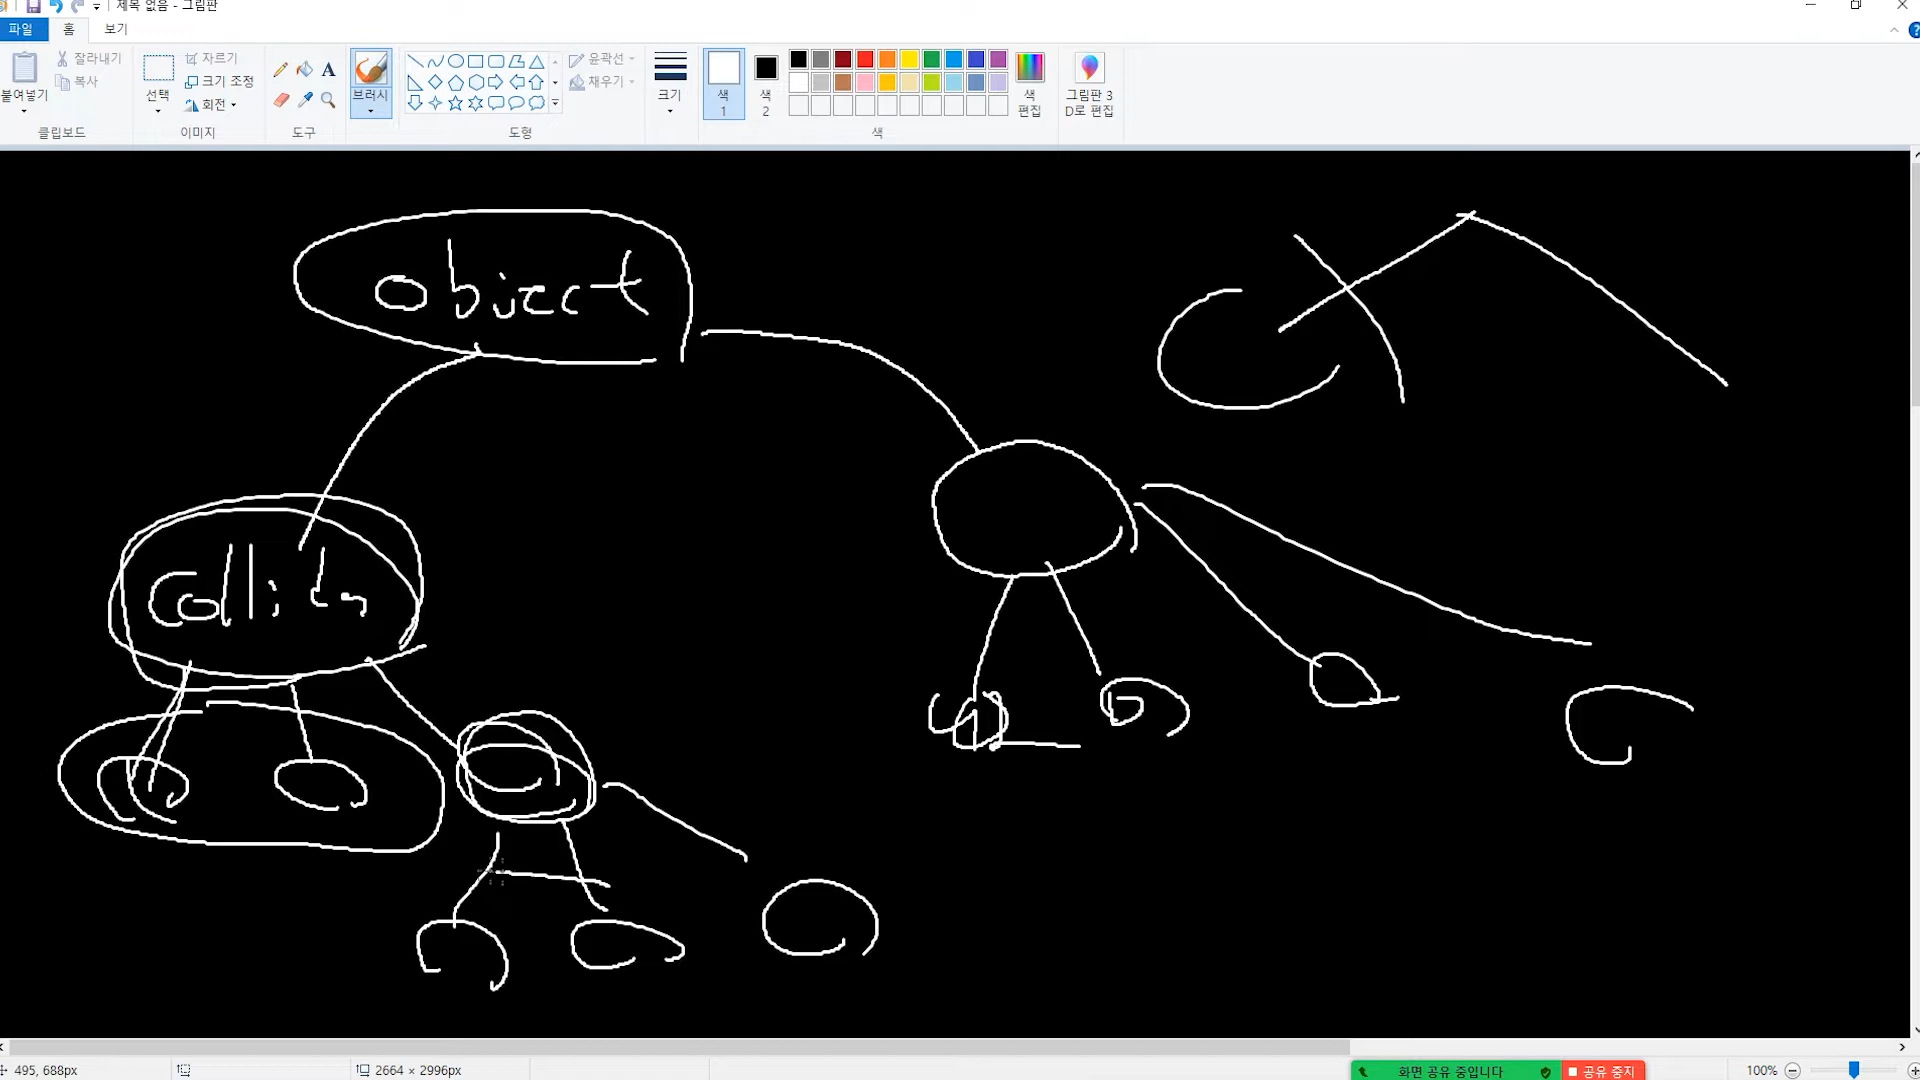 제목 없음 - 그림판
파일
홈
보기
붙여넣기
잘라내기
복사
클립보드
선택
자르기
크기 조정
회전
이미지
A
도구
브러시
윤곽선
채우기
도형
크기
색
1
색
2
색
편집
색
그림판 3
D로 편집
object
495, 688px
2664 × 2996px
화면 공유 중입니다
공유 중지
100%